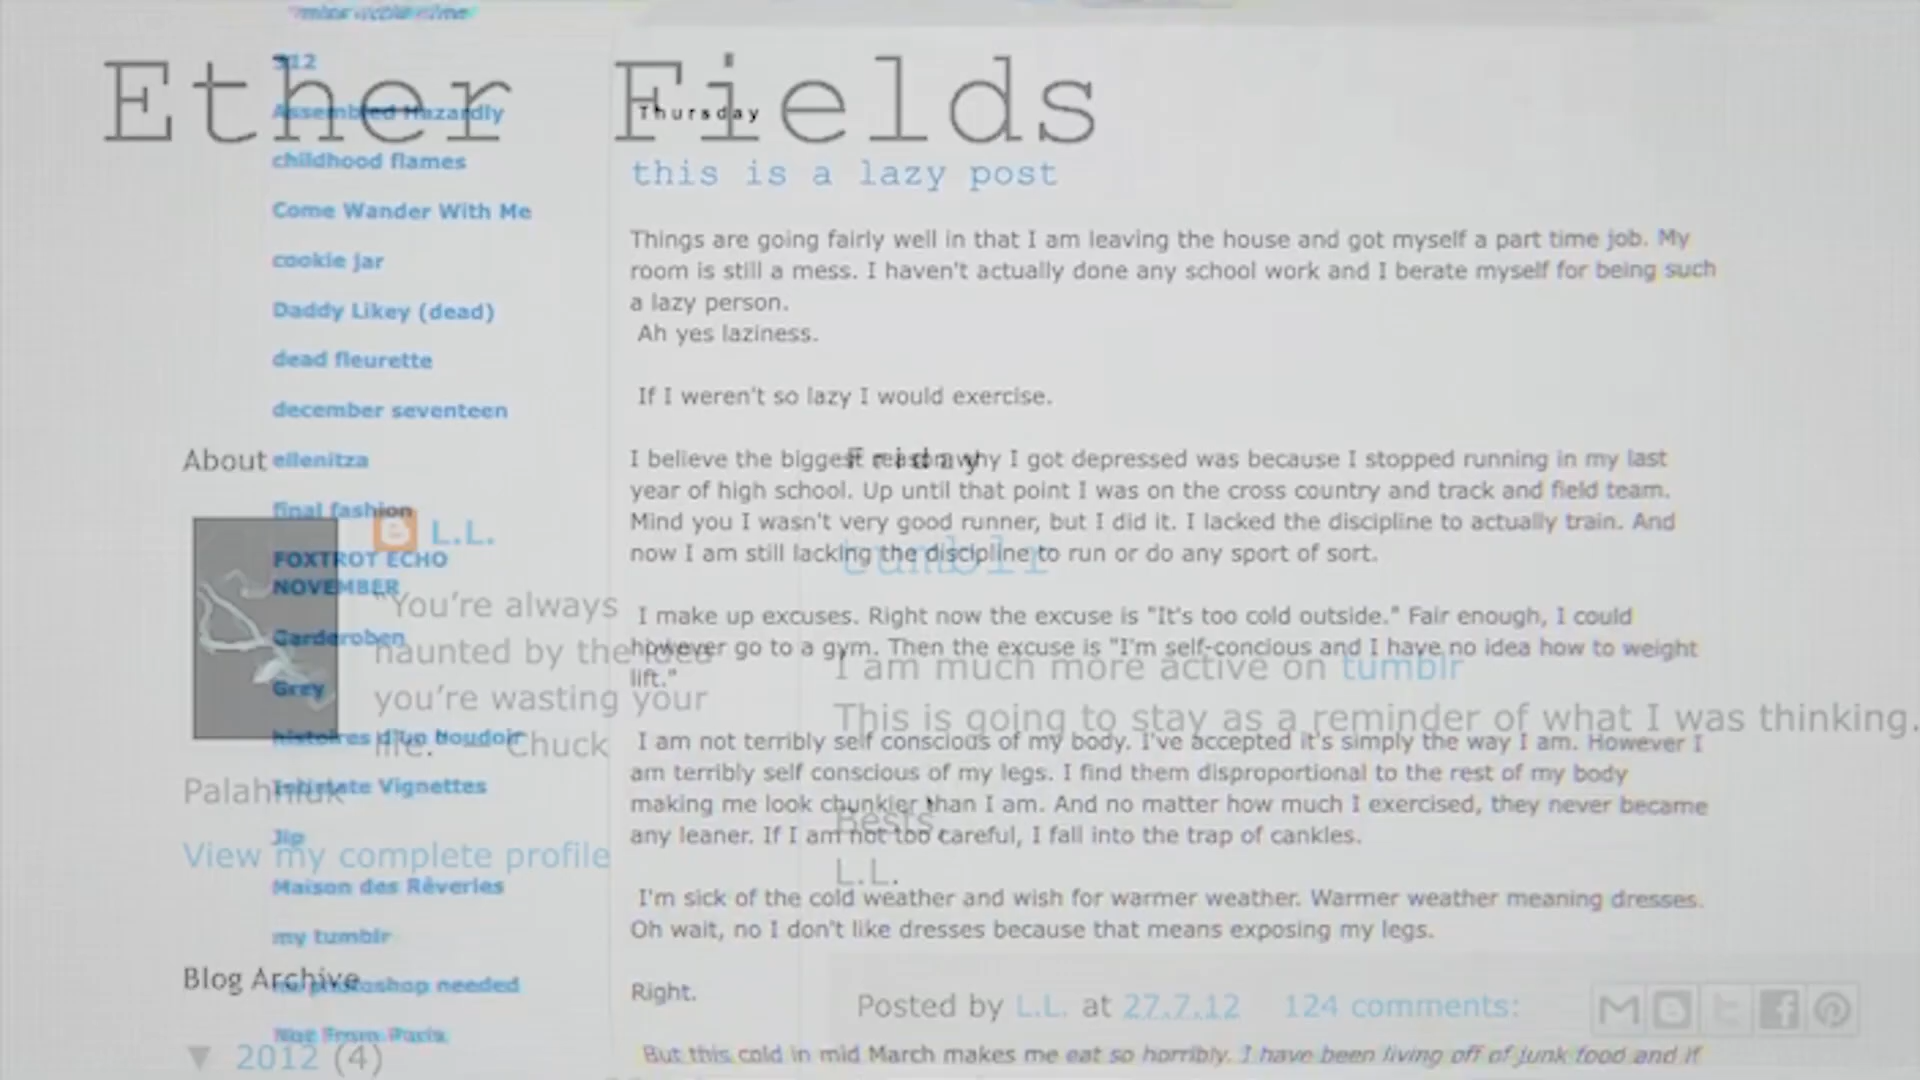 Ether Fields
312
Assembled Hazardly
childhood flames
Come Wander With Me
cookie jar
Daddy Likey (dead)
dead fleurette
december seventeen
ellenitza
final fashion
FOXTROT ECHO
NOVEMBER
Garderoben
Grey
histoires d'un boudoir
Intimate Vignettes
Jip
Maison des Rêveries
my tumblr
no photoshop needed
Not From Paris
About
L.L.
"You're always
haunted by the idea
you're wasting your
life." Chuck
Palahniuk
View my complete profile
Blog Archive
▼ 2012 (4)
Thursday
this is a lazy post
Things are going fairly well in that I am leaving the house and got myself a part time job. My
room is still a mess. I haven't actually done any school work and I berate myself for being such
a lazy person.
Ah yes laziness.
If I weren't so lazy I would exercise.
I believe the biggest reason why I got depressed was because I stopped running in my last
year of high school. Up until that point I was on the cross country and track and field team.
Mind you I wasn't very good runner, but I did it. I lacked the discipline to actually train. And
now I am still lacking the discipline to run or do any sport of sort.
I make up excuses. Right now the excuse is "It's too cold outside." Fair enough, I could
however go to a gym. Then the excuse is "I'm self-concious and I have no idea how to weight
lift."
I am not terribly self conscious of my body. I've accepted it's simply the way I am. However I
am terribly self conscious of my legs. I find them disproportional to the rest of my body
making me look chunkier than I am. And no matter how much I exercised, they never became
any leaner. If I am not too careful, I fall into the trap of cankles.
I'm sick of the cold weather and wish for warmer weather. Warmer weather meaning dresses.
Oh wait, no I don't like dresses because that means exposing my legs.
Right.
But this cold in mid March makes me eat so horribly. I have been living off of junk food and if
Friday
tumblr
I am much more active on tumblr
This is going to stay as a reminder of what I was thinking.
Bests,
L.L.
Posted by L.L. at 27.7.12 124 comments: